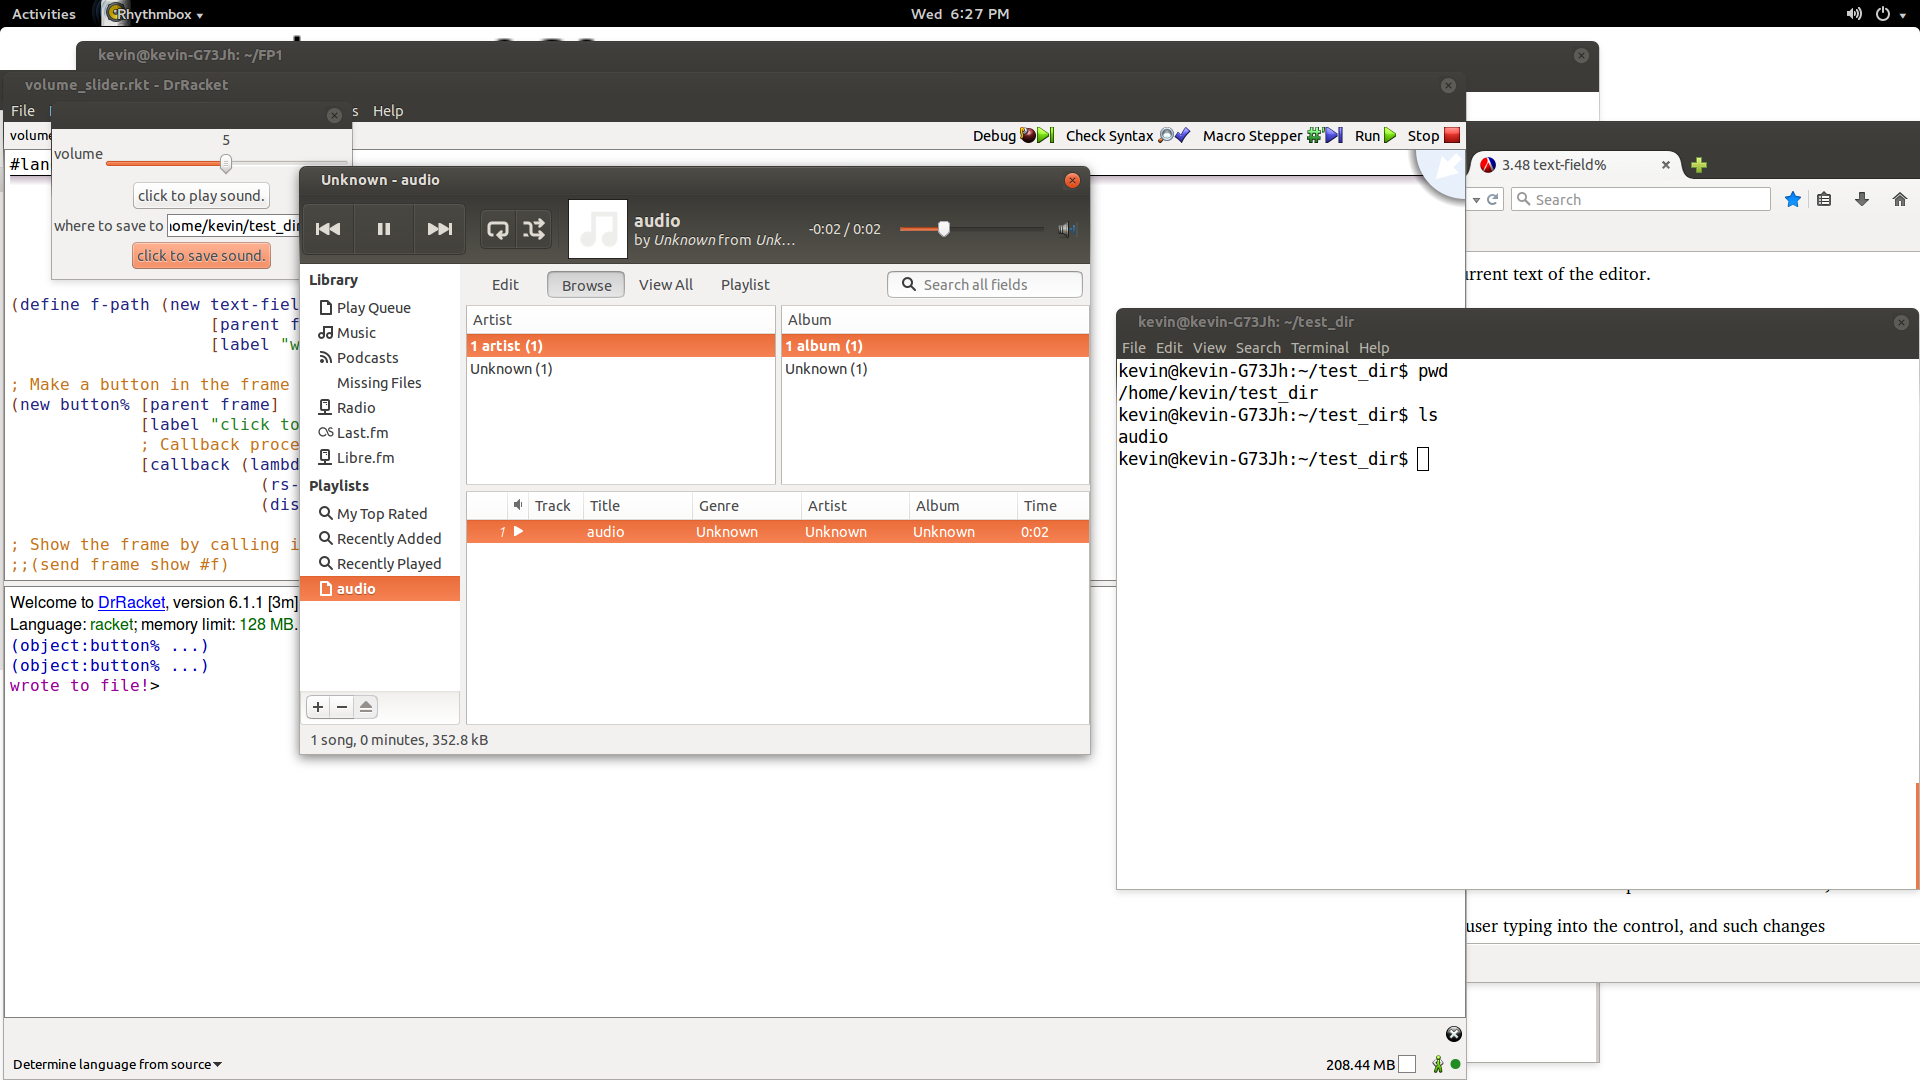 Activities Rhythmbox Wed 6:27 PM
kevin@kevin-G73Jh: ~/FP1
volume_slider.rkt - DrRacket
File s Help
volume Debug Check Syntax Macro Stepper Run Stop
#lan
5
volume
click to play sound.
where to save to home/kevin/test_dir
click to save sound.
(define f-path (new text-fiel
[parent f
[label "w
; Make a button in the frame
(new button% [parent frame]
[label "click to
; Callback proce
[callback (lambd
(rs-
(dis
; Show the frame by calling i
;;(send frame show #f)
Welcome to DrRacket, version 6.1.1 [3m]
Language: racket; memory limit: 128 MB.
(object:button% ...)
(object:button% ...)
wrote to file!>
Determine language from source
208.44 MB
Unknown - audio
audio
by Unknown from Unk...
-0:02 / 0:02
Library
Play Queue
Music
Podcasts
Missing Files
Radio
Last.fm
Libre.fm
Playlists
My Top Rated
Recently Added
Recently Played
audio
Edit Browse View All Playlist Search all fields
Artist Album
1 artist (1) 1 album (1)
Unknown (1) Unknown (1)
Track Title Genre Artist Album Time
1 audio Unknown Unknown Unknown 0:02
1 song, 0 minutes, 352.8 kB
3.48 text-field%
Search
urrent text of the editor.
kevin@kevin-G73Jh: ~/test_dir
File Edit View Search Terminal Help
kevin@kevin-G73Jh:~/test_dir$ pwd
/home/kevin/test_dir
kevin@kevin-G73Jh:~/test_dir$ ls
audio
kevin@kevin-G73Jh:~/test_dir$
user typing into the control, and such changes